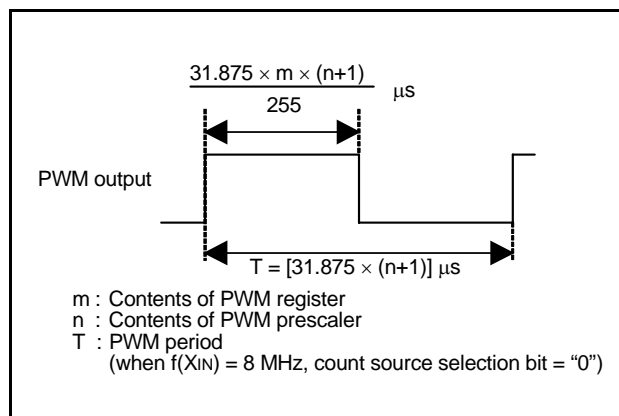 31.875 × m × (n+1)
255
μs
PWM output
T = [31.875 × (n+1)] μs
m : Contents of PWM register
n : Contents of PWM prescaler
T : PWM period
(when f(XIN) = 8 MHz, count source selection bit = “0”)